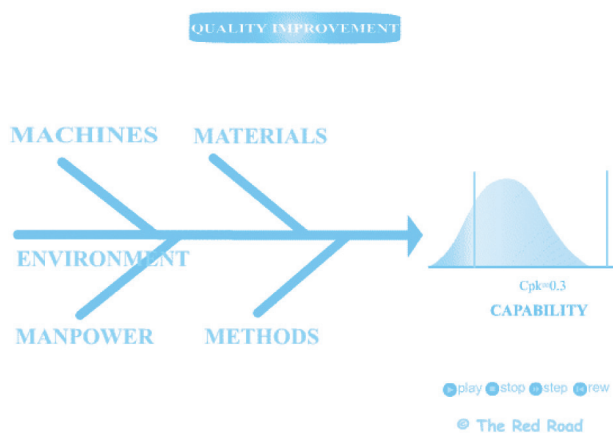 QUALITY IMPROVEMENT
MACHINES
MATERIALS
ENVIRONMENT
MANPOWER
METHODS
Cpk=0.3
CAPABILITY
play stop step rew
© The Red Road